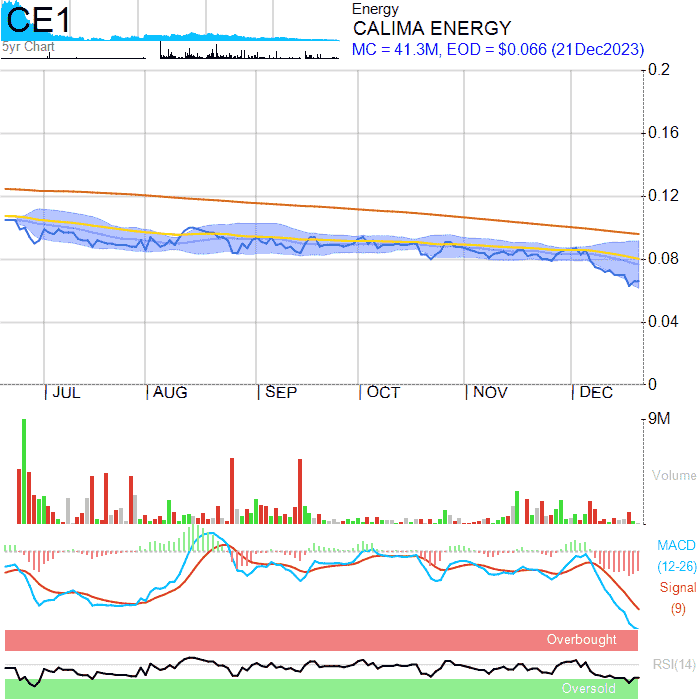 CE1
5yr Chart
Energy
CALIMA ENERGY
MC = 41.3M, EOD = $0.066 (21Dec2023)
0.2
0.16
0.12
0.08
0.04
0
JUL AUG SEP OCT NOV DEC
9M
Volume
MACD
(12-26)
Signal
(9)
Overbought
RSI(14)
Oversold